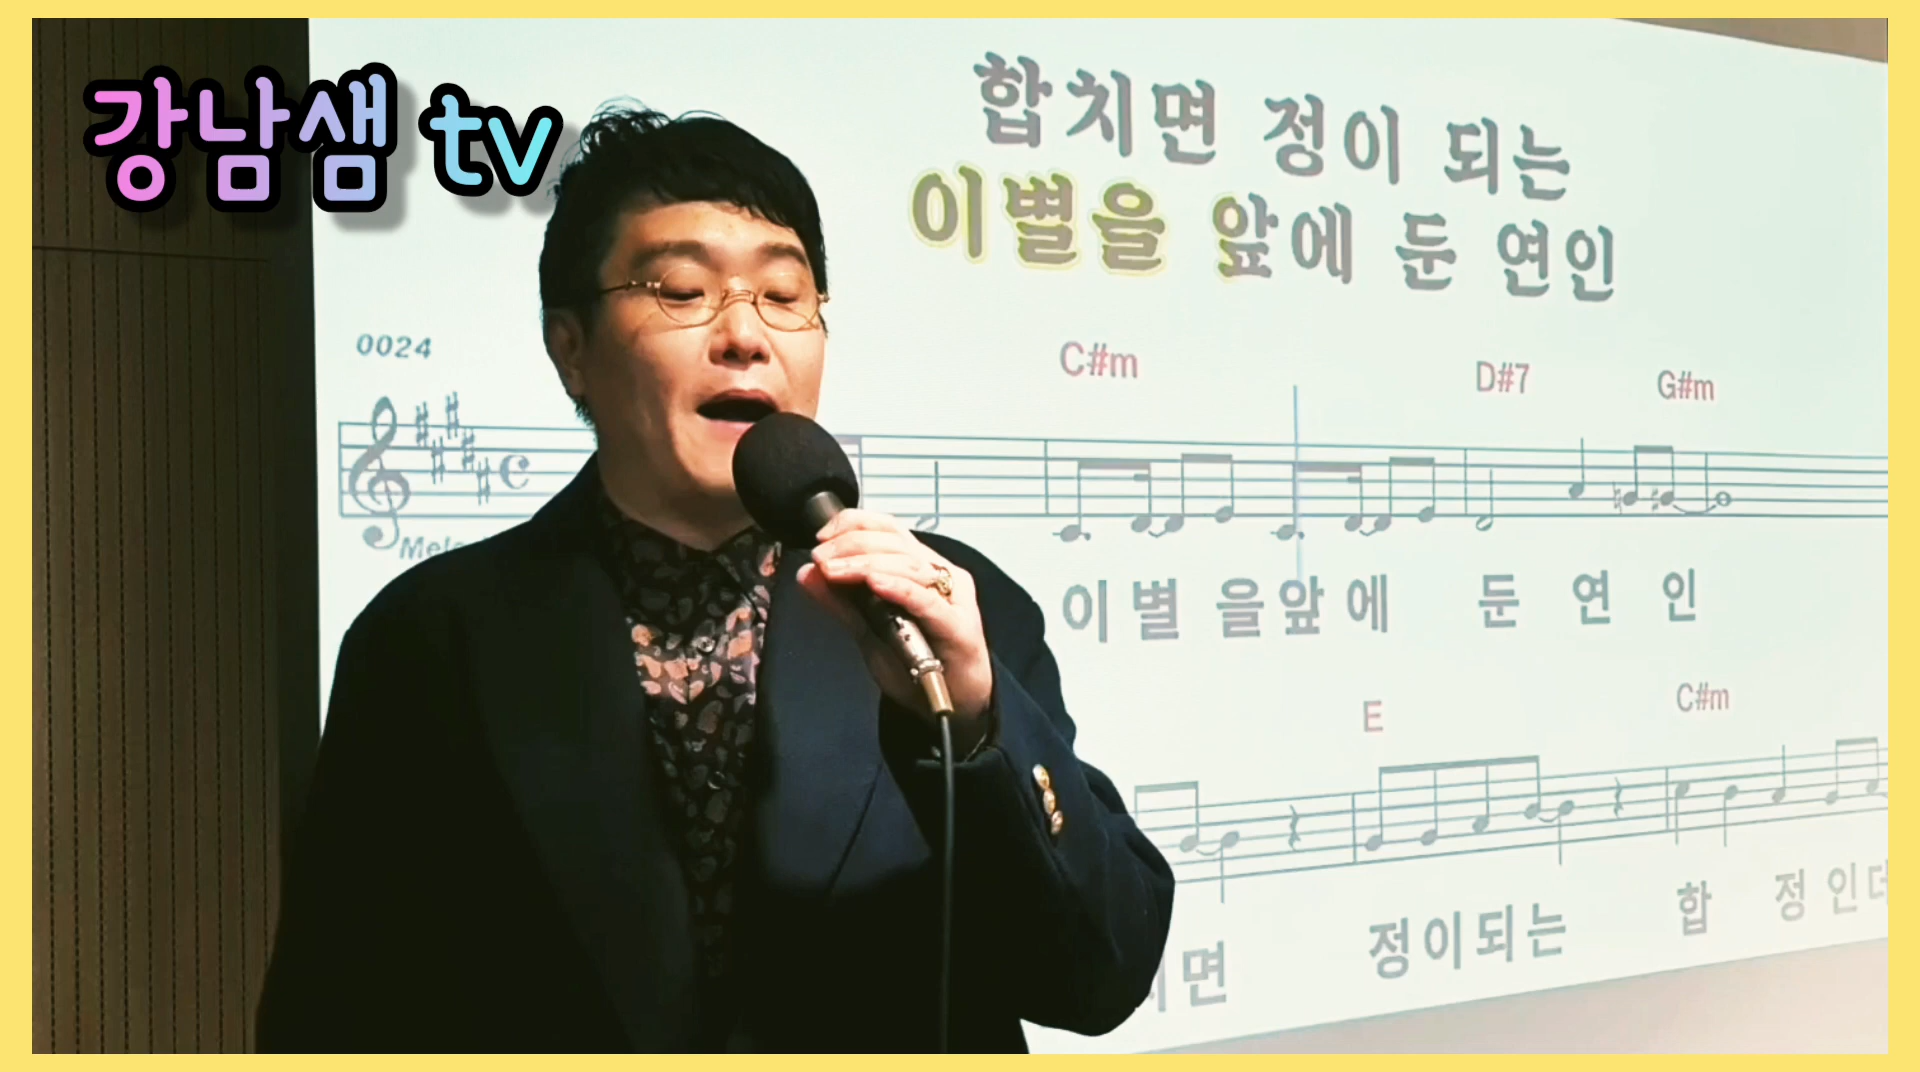 강남샘 tv
합치면 정이 되는
이별을 앞에 둔 연인
0024
C#m D#7 G#m
이 별 을 앞 에 둔 연 인
E C#m
면 정 이 되 는 합 정 인